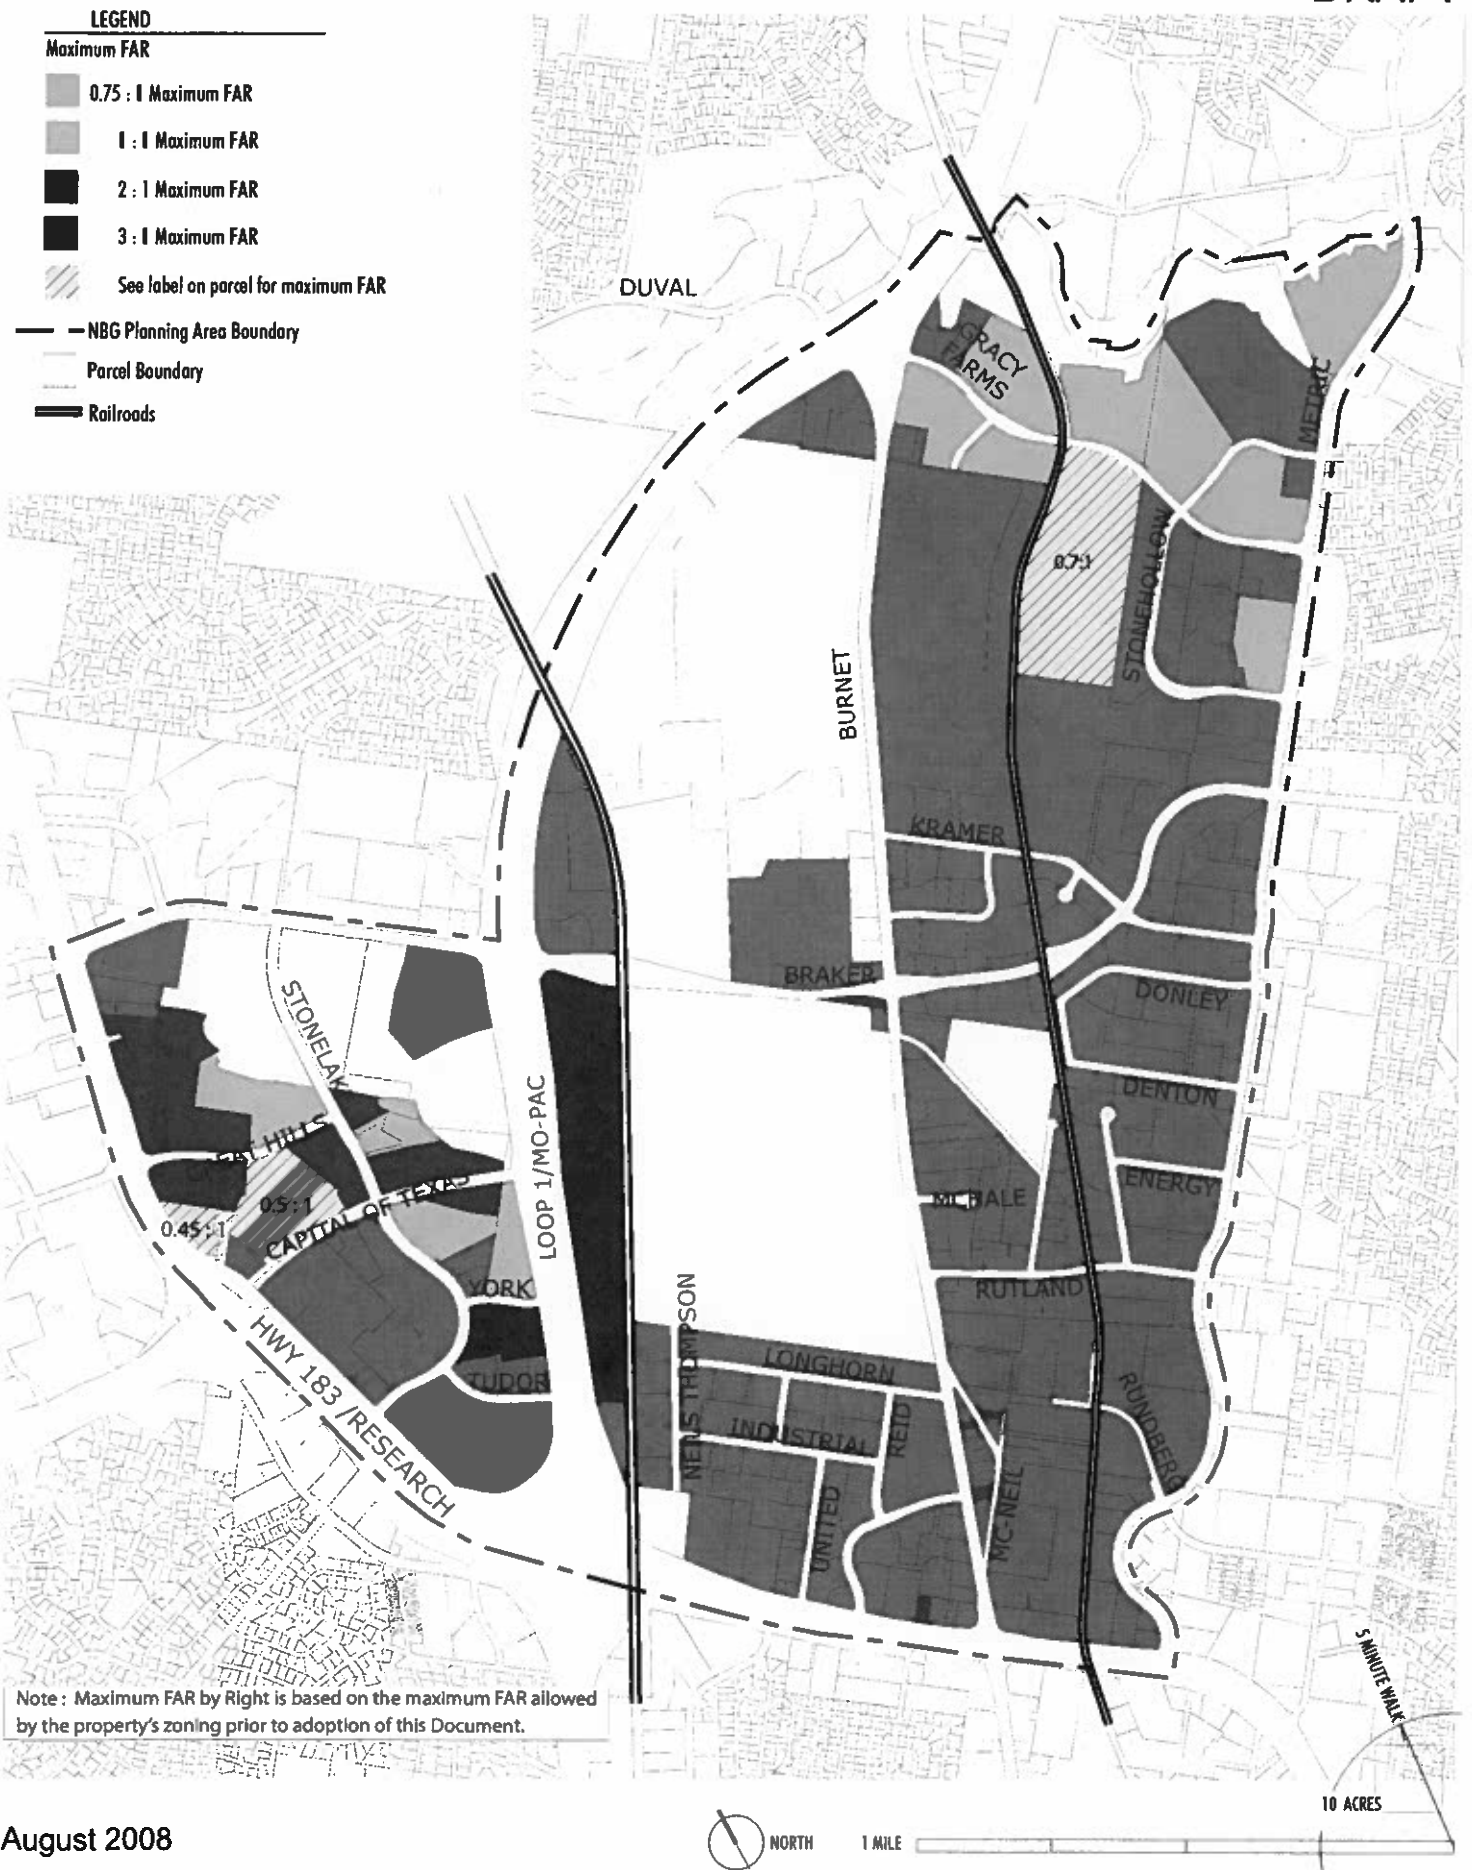 LEGEND
Maximum FAR
0.75 : 1 Maximum FAR
1 : 1 Maximum FAR
2 : 1 Maximum FAR
3 : 1 Maximum FAR
See label on parcel for maximum FAR
NBG Planning Area Boundary
Parcel Boundary
Railroads
DUVAL
GRACY
FARMS
METRIC
0.7:1
STONEHOLLOW
BURNET
KRAMER
BRAKER
DONLEY
STONELAK
DENTON
LOOP 1/MO-PAC
GREAT HILLS
ENERGY
0.5 : 1
CAPITAL OF TEXAS
MCHALE
0.45 : 1
YORK
RUTLAND
NEILS THOMPSON
HWY 183 /RESEARCH
LONGHORN
TUDOR
RUNDBERG
REID
INDUSTRIAL
UNITED
MC-NEIL
5 MINUTE WALK
Note : Maximum FAR by Right is based on the maximum FAR allowed
by the property's zoning prior to adoption of this Document.
10 ACRES
August 2008
NORTH
1 MILE